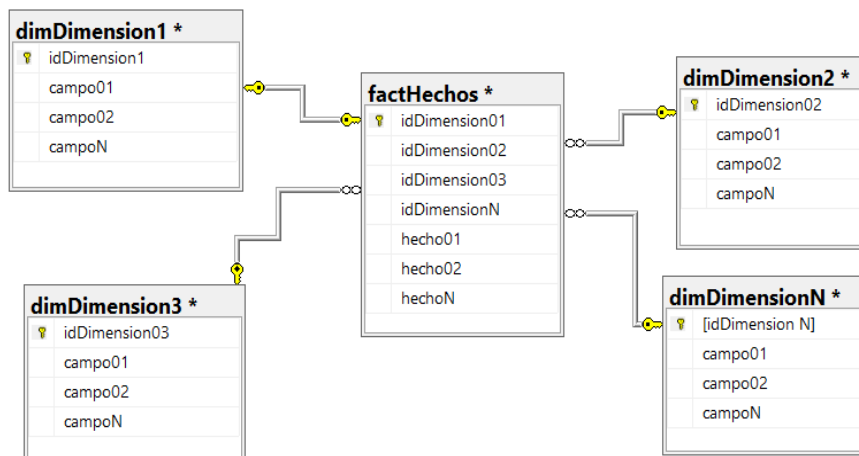 dimDimension1 *
idDimension1
campo01
campo02
campoN
factHechos *
idDimension01
idDimension02
idDimension03
idDimensionN
hecho01
hecho02
hechoN
dimDimension2 *
idDimension02
campo01
campo02
campoN
dimDimension3 *
idDimension03
campo01
campo02
campoN
dimDimensionN *
[idDimension N]
campo01
campo02
campoN